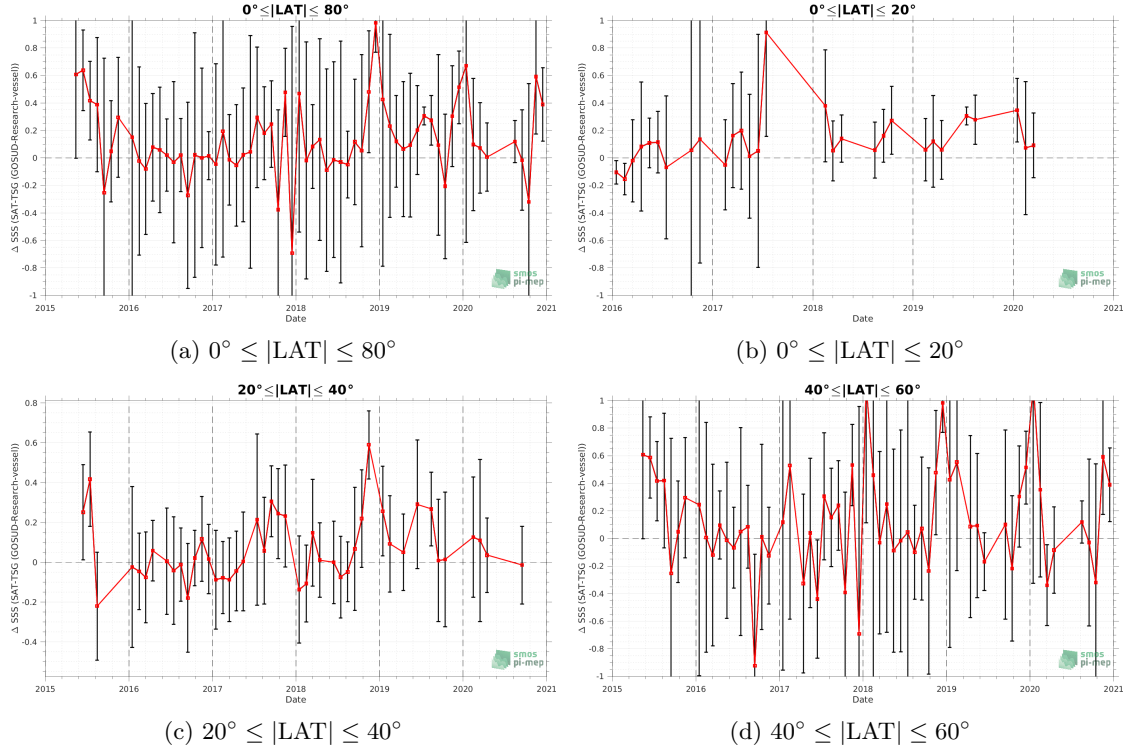 0°≤|LAT|≤ 80°
Δ SSS (SAT-TSG (GOSUD-Research-vessel))
1
0.8
0.6
0.4
0.2
0
-0.2
-0.4
-0.6
-0.8
-1
2015 2016 2017 2018 2019 2020 2021
Date
smos
pi-mep
(a) 0° ≤ |LAT| ≤ 80°
0°≤|LAT|≤ 20°
Δ SSS (SAT-TSG (GOSUD-Research-vessel))
1
0.8
0.6
0.4
0.2
0
-0.2
-0.4
-0.6
-0.8
-1
2016 2017 2018 2019 2020 2021
Date
smos
pi-mep
(b) 0° ≤ |LAT| ≤ 20°
20°≤|LAT|≤ 40°
Δ SSS (SAT-TSG (GOSUD-Research-vessel))
0.8
0.6
0.4
0.2
0
-0.2
-0.4
2015 2016 2017 2018 2019 2020 2021
Date
smos
pi-mep
(c) 20° ≤ |LAT| ≤ 40°
40°≤|LAT|≤ 60°
Δ SSS (SAT-TSG (GOSUD-Research-vessel))
1
0.8
0.6
0.4
0.2
0
-0.2
-0.4
-0.6
-0.8
-1
2015 2016 2017 2018 2019 2020 2021
Date
smos
pi-mep
(d) 40° ≤ |LAT| ≤ 60°